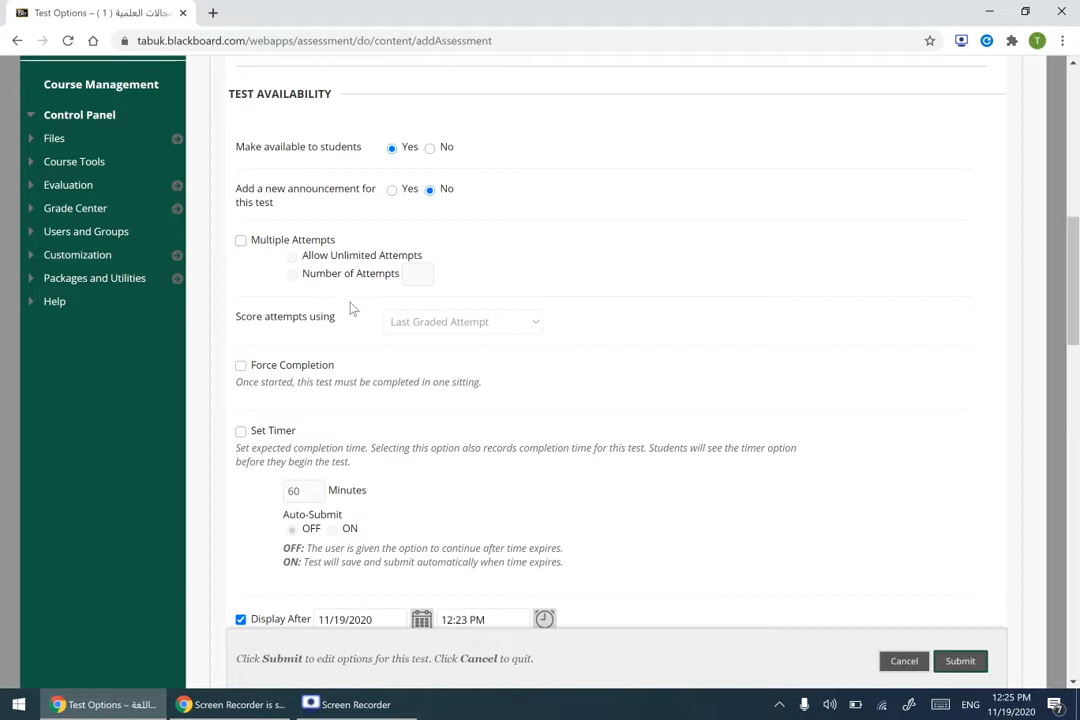 Test Options – ( 1 ) مجالات العلمية
tabuk.blackboard.com/webapps/assessment/do/content/addAssessment
T
Course Management
Control Panel
Files
Course Tools
Evaluation
Grade Center
Users and Groups
Customization
Packages and Utilities
Help
TEST AVAILABILITY
Make available to students Yes No
Add a new announcement for this test Yes No
Multiple Attempts
Allow Unlimited Attempts
Number of Attempts
Score attempts using Last Graded Attempt
Force Completion
Once started, this test must be completed in one sitting.
Set Timer
Set expected completion time. Selecting this option also records completion time for this test. Students will see the timer option
before they begin the test.
60 Minutes
Auto-Submit
OFF ON
OFF: The user is given the option to continue after time expires.
ON: Test will save and submit automatically when time expires.
Display After 11/19/2020 12:23 PM
Click Submit to edit options for this test. Click Cancel to quit.
Cancel Submit
Test Options – اللغة...
Screen Recorder is s...
Screen Recorder
ENG
12:25 PM
11/19/2020
7